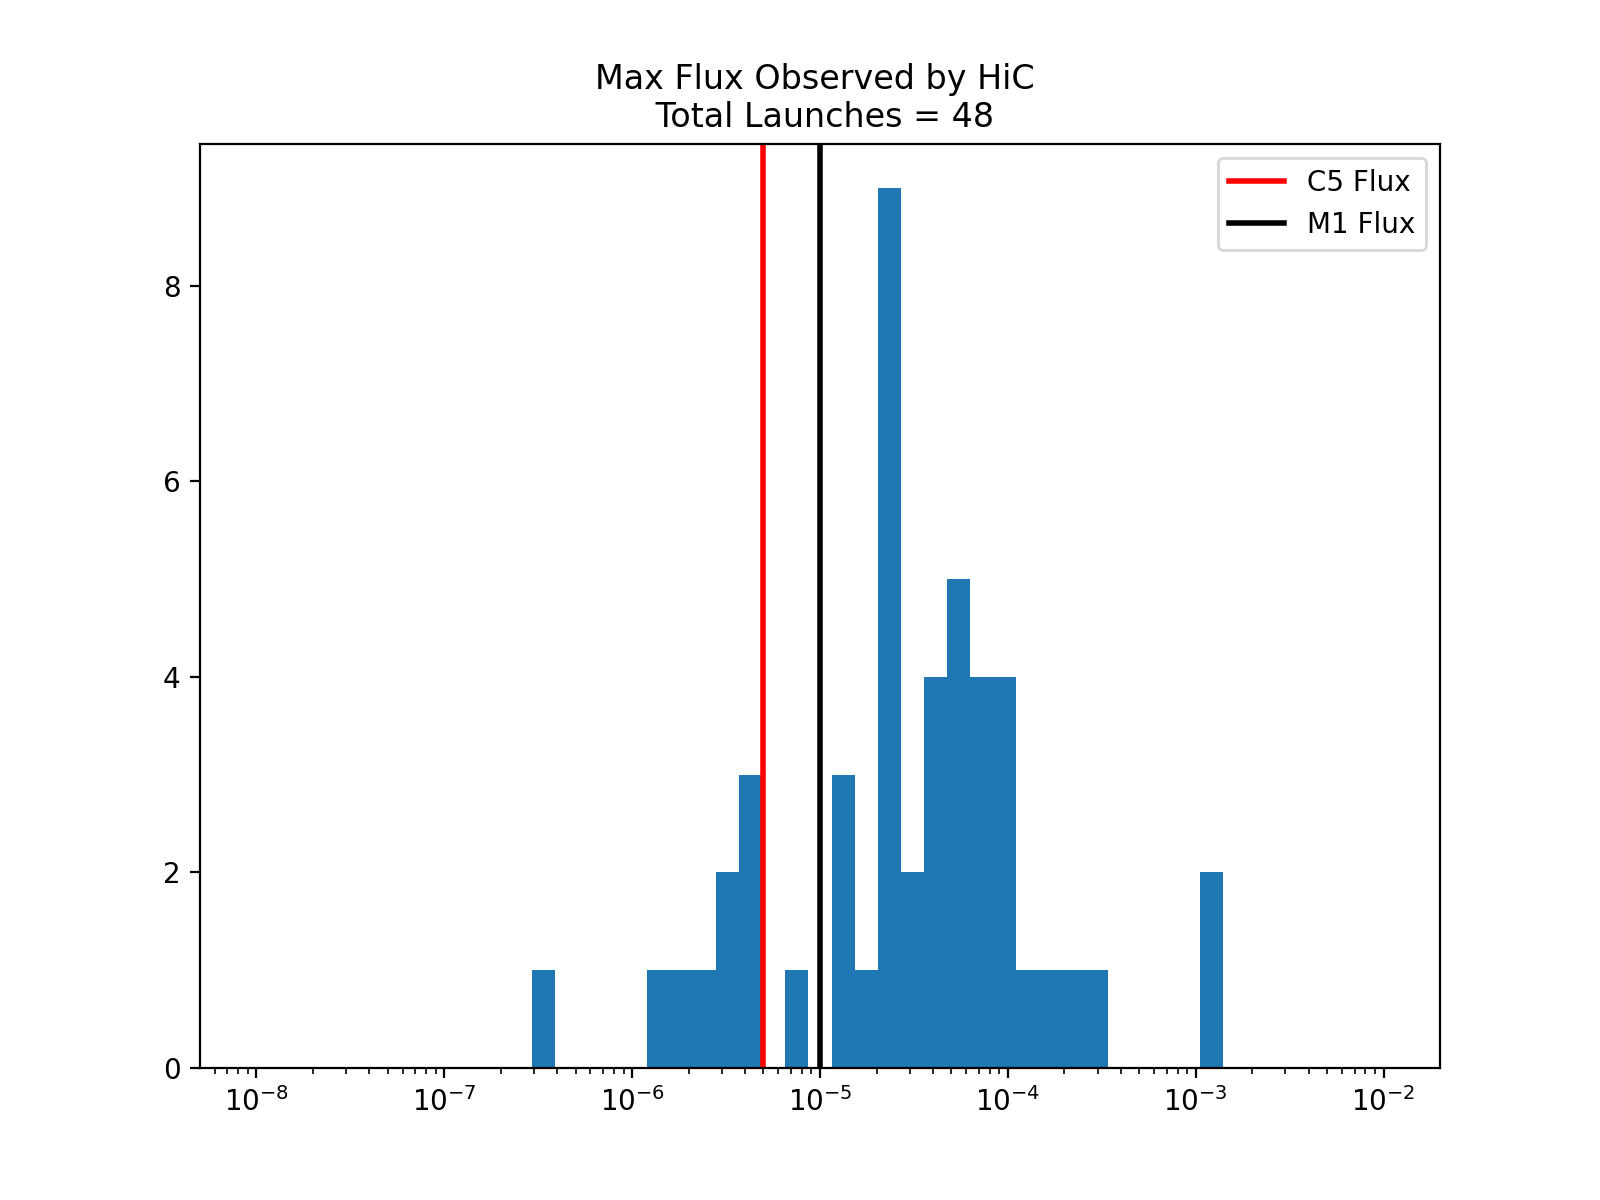 Max Flux Observed by HiC
Total Launches = 48
C5 Flux
M1 Flux
8
6
4
2
0
10⁻⁸ 10⁻⁷ 10⁻⁶ 10⁻⁵ 10⁻⁴ 10⁻³ 10⁻²